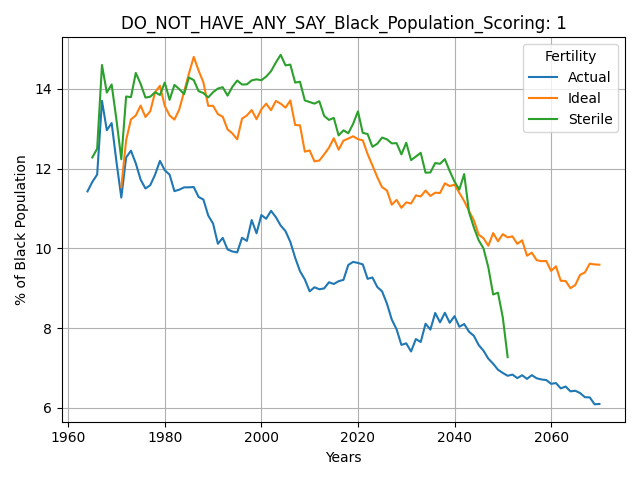 DO_NOT_HAVE_ANY_SAY_Black_Population_Scoring: 1
Fertility
Actual
Ideal
Sterile
% of Black Population
14
12
10
8
6
1960
1980
2000
2020
2040
2060
Years